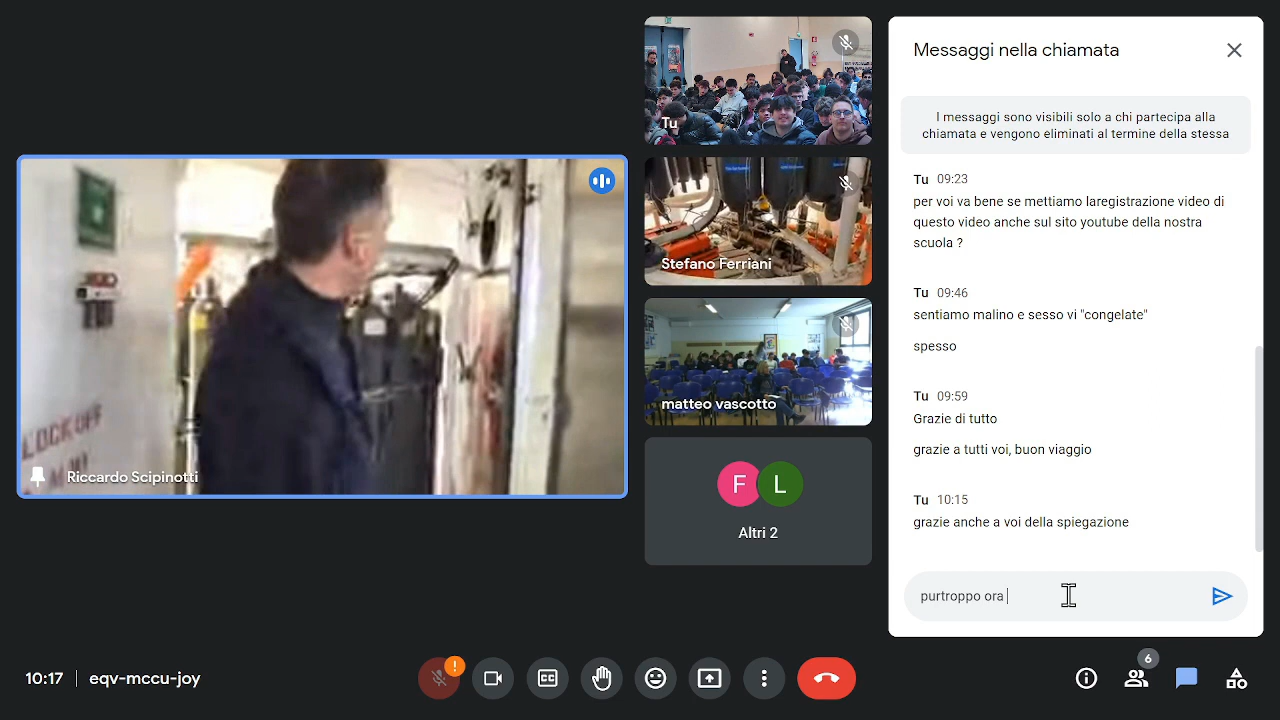 Messaggi nella chiamata
I messaggi sono visibili solo a chi partecipa alla
chiamata e vengono eliminati al termine della stessa
Tu 09:23
per voi va bene se mettiamo laregistrazione video di
questo video anche sul sito youtube della nostra
scuola ?
Tu 09:46
sentiamo malino e sesso vi "congelate"
spesso
Tu 09:59
Grazie di tutto
grazie a tutti voi, buon viaggio
Tu 10:15
grazie anche a voi della spiegazione
purtroppo ora
Tu
Stefano Ferriani
matteo vascotto
F L
Altri 2
LOCK OFF
Riccardo Scipinotti
10:17 eqv-mccu-joy
!
CC
6